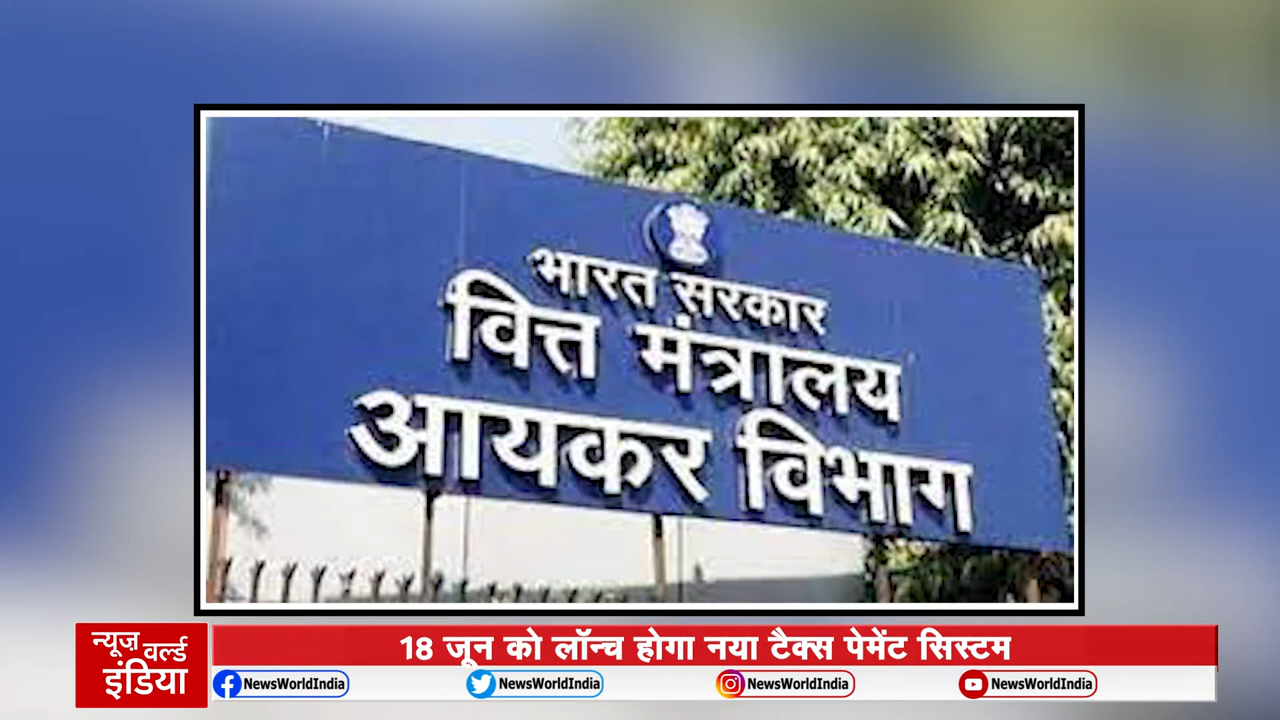 भारत सरकार
वित्त मंत्रालय
आयकर विभाग
न्यूज़ वर्ल्ड
इंडिया
18 जून को लॉन्च होगा नया टैक्स पेमेंट सिस्टम
NewsWorldIndia
NewsWorldIndia
NewsWorldIndia
NewsWorldIndia